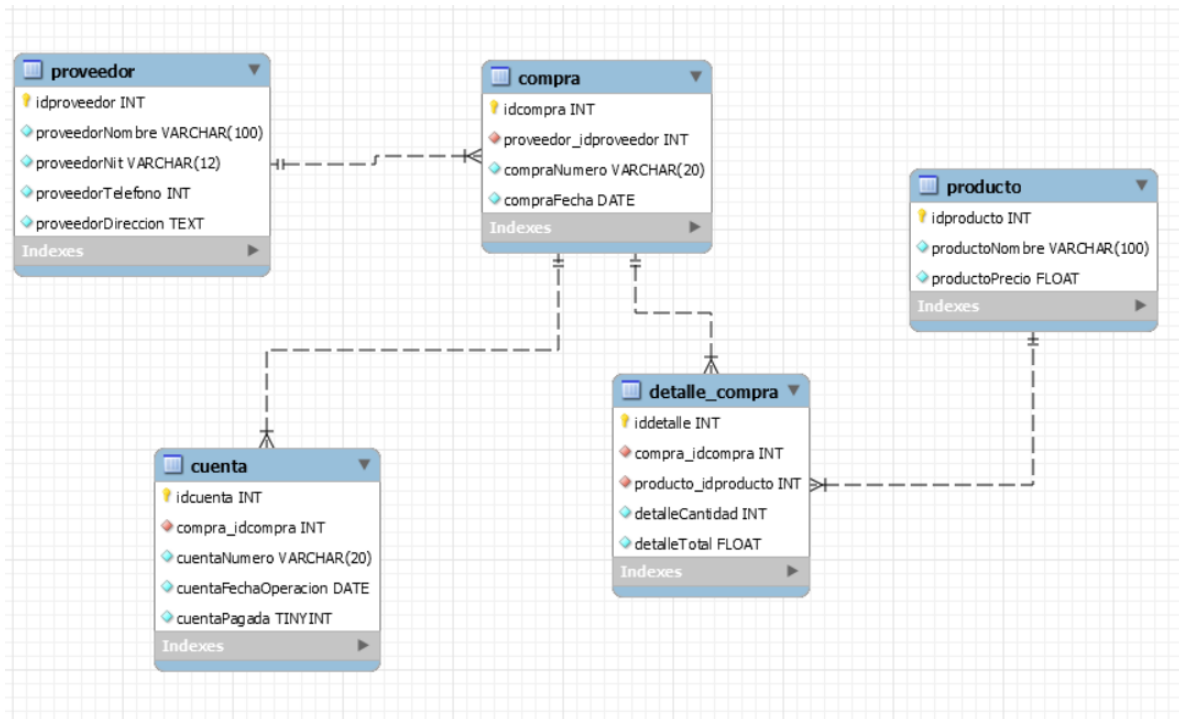 proveedor
idproveedor INT
proveedorNombre VARCHAR(100)
proveedorNit VARCHAR(12)
proveedorTelefono INT
proveedorDireccion TEXT
Indexes
compra
idcompra INT
proveedor_idproveedor INT
compraNumero VARCHAR(20)
compraFecha DATE
Indexes
producto
idproducto INT
productoNombre VARCHAR(100)
productoPrecio FLOAT
Indexes
detalle_compra
iddetalle INT
compra_idcompra INT
producto_idproducto INT
detalleCantidad INT
detalleTotal FLOAT
Indexes
cuenta
idcuenta INT
compra_idcompra INT
cuentaNumero VARCHAR(20)
cuentaFechaOperacion DATE
cuentaPagada TINYINT
Indexes